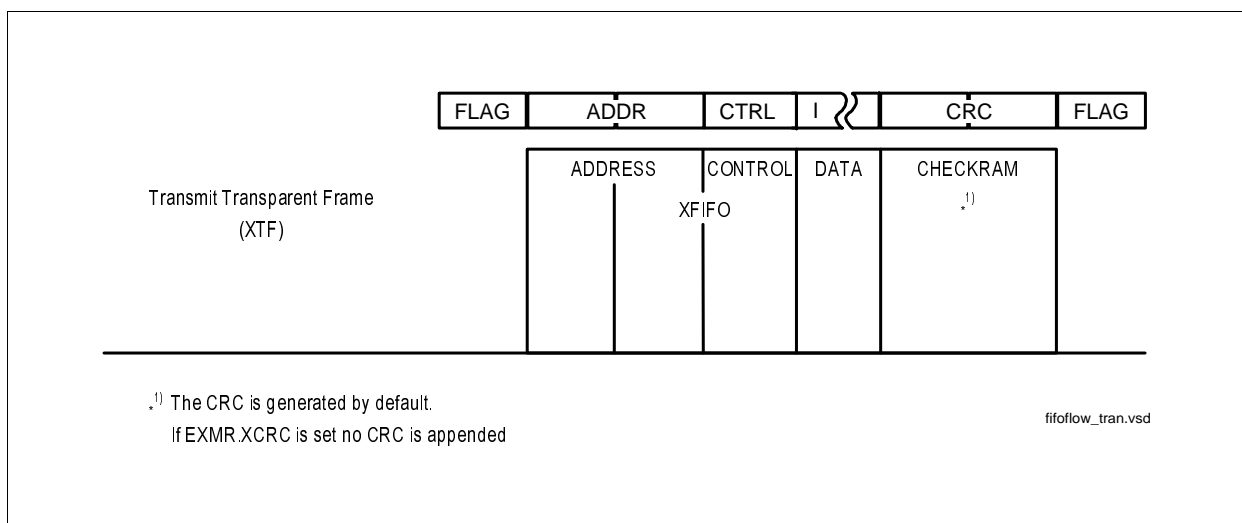 FLAG ADDR CTRL I CRC FLAG
ADDRESS CONTROL DATA CHECKRAM
XFIFO *1)
Transmit Transparent Frame
(XTF)
*1) The CRC is generated by default.
If EXMR.XCRC is set no CRC is appended
fifoflow_tran.vsd